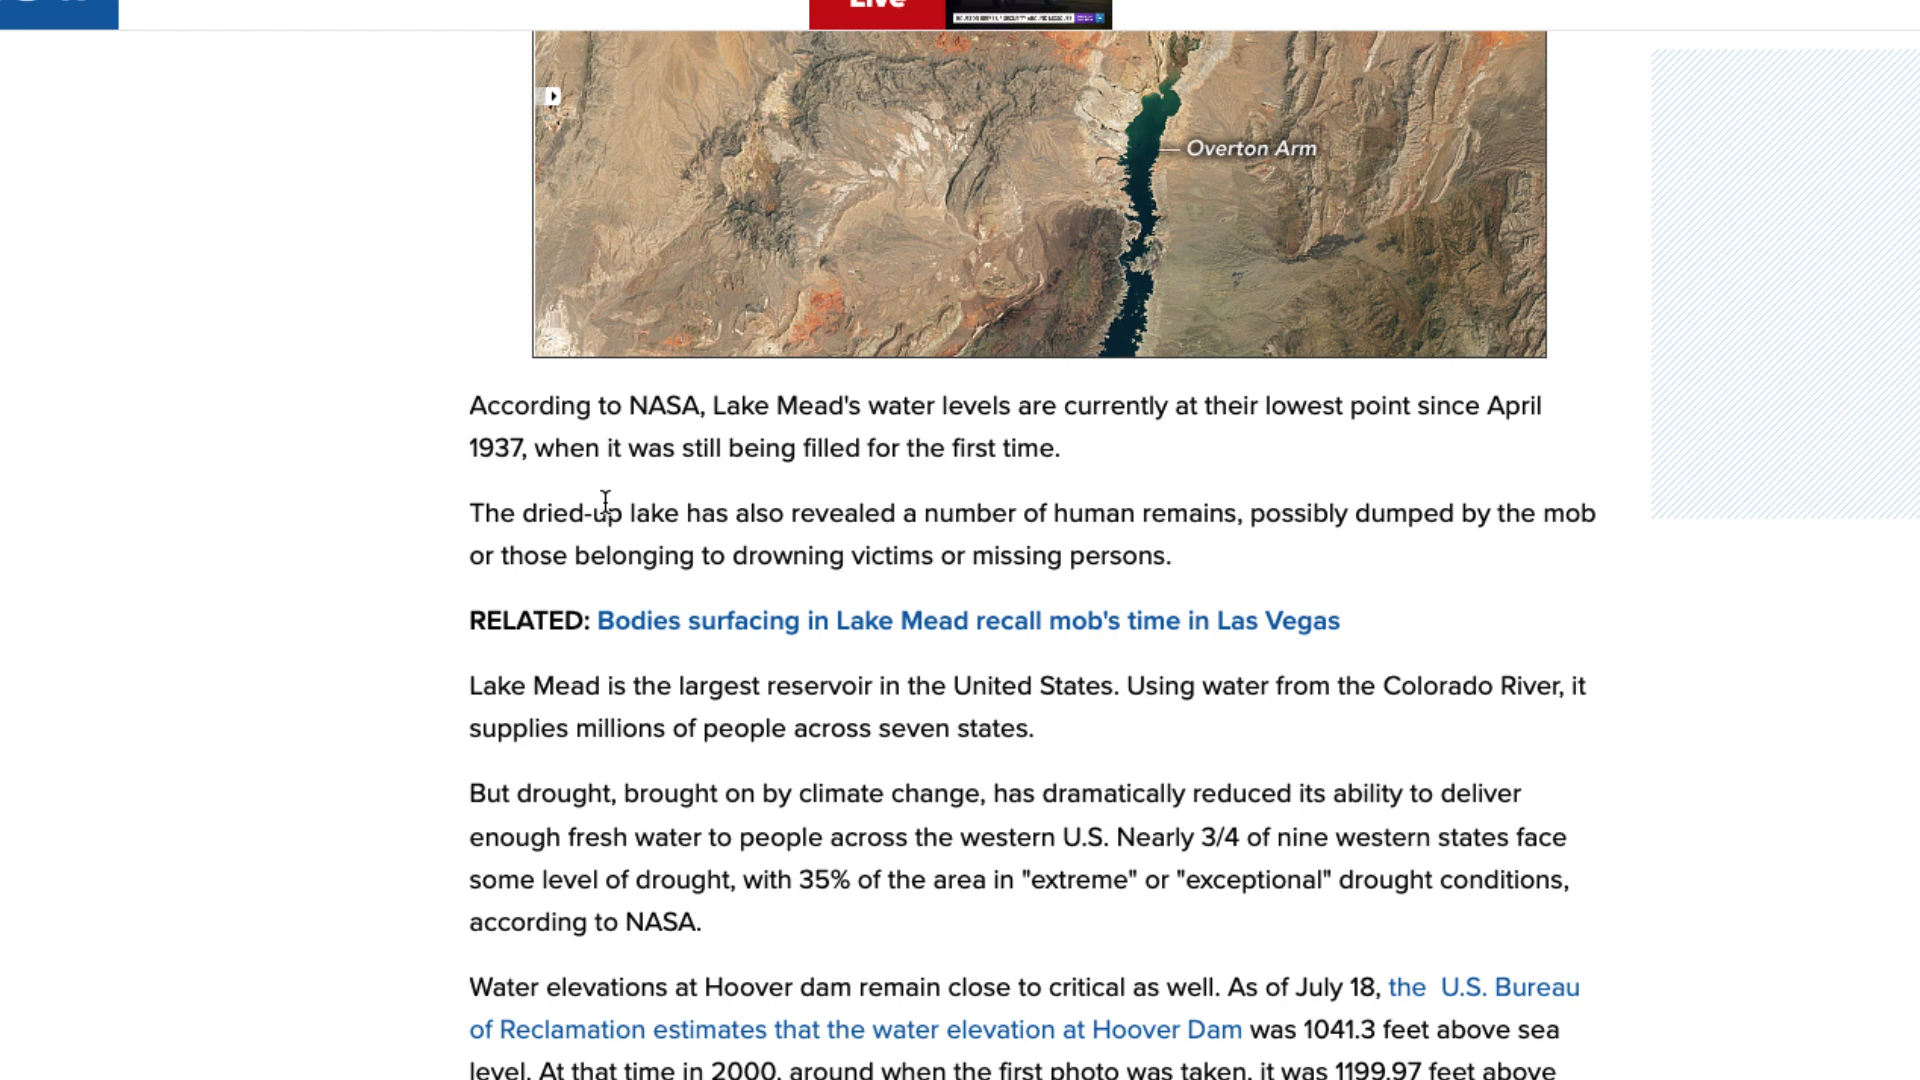 Live
Overton Arm
According to NASA, Lake Mead's water levels are currently at their lowest point since April
1937, when it was still being filled for the first time.
The dried-up lake has also revealed a number of human remains, possibly dumped by the mob
or those belonging to drowning victims or missing persons.
RELATED: Bodies surfacing in Lake Mead recall mob's time in Las Vegas
Lake Mead is the largest reservoir in the United States. Using water from the Colorado River, it
supplies millions of people across seven states.
But drought, brought on by climate change, has dramatically reduced its ability to deliver
enough fresh water to people across the western U.S. Nearly 3/4 of nine western states face
some level of drought, with 35% of the area in "extreme" or "exceptional" drought conditions,
according to NASA.
Water elevations at Hoover dam remain close to critical as well. As of July 18, the U.S. Bureau
of Reclamation estimates that the water elevation at Hoover Dam was 1041.3 feet above sea
level. At that time in 2000, around when the first photo was taken, it was 1199.97 feet above